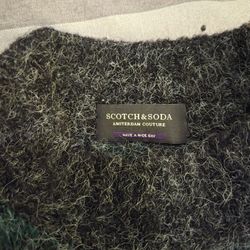 SCOTCH & SODA
AMSTERDAM COUTURE
HAVE A NICE DAY